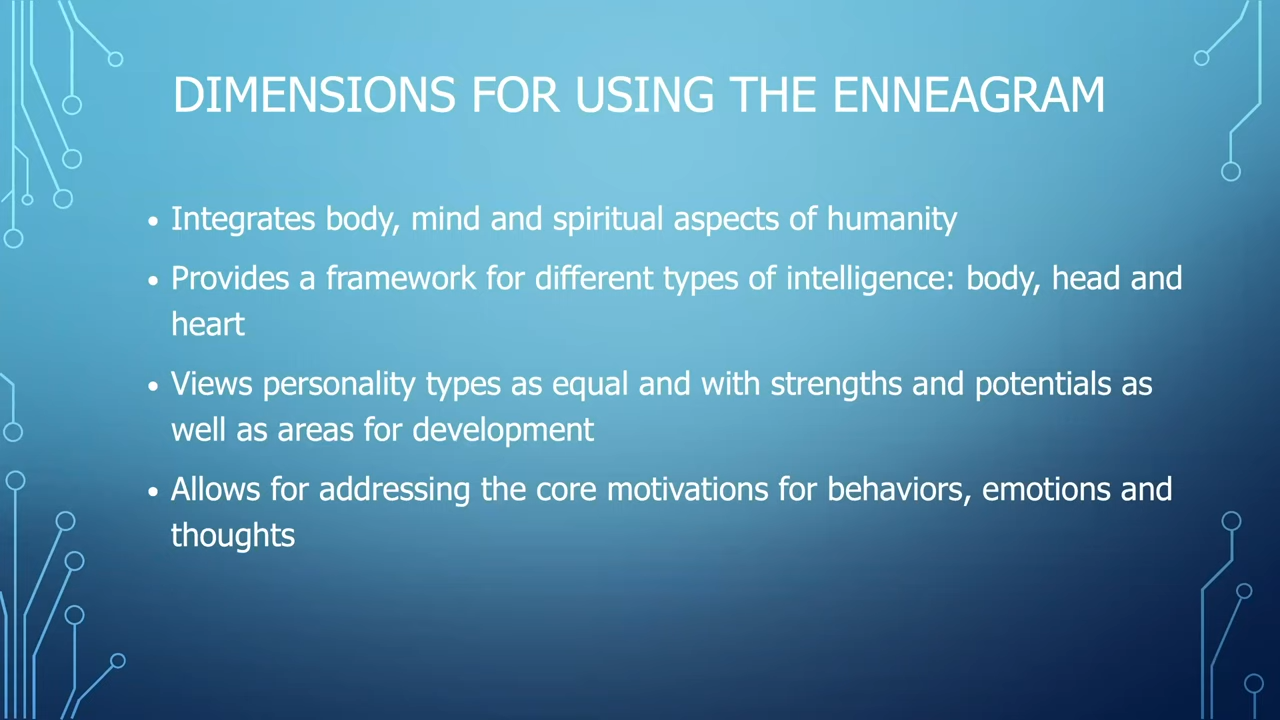 DIMENSIONS FOR USING THE ENNEAGRAM
• Integrates body, mind and spiritual aspects of humanity
• Provides a framework for different types of intelligence: body, head and
heart
• Views personality types as equal and with strengths and potentials as
well as areas for development
• Allows for addressing the core motivations for behaviors, emotions and
thoughts